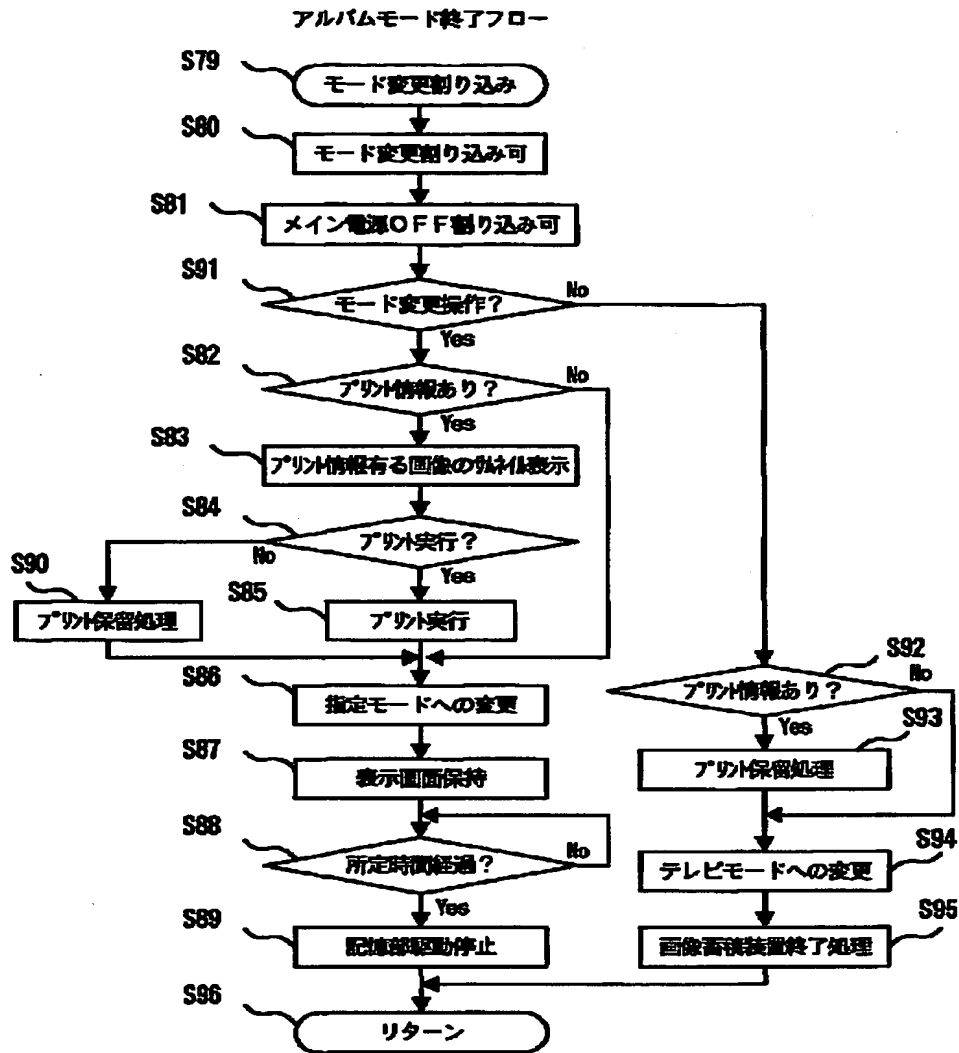 アルバムモード終了フロー
S79
モード変更割り込み
S80
モード変更割り込み可
S81
メイン電源OFF割り込み可
S91
モード変更操作?
No
Yes
S82
プリント情報あり?
No
Yes
S83
プリント情報有る画像のサムネイル表示
S84
プリント実行?
No
Yes
S90
プリント保留処理
S85
プリント実行
S86
指定モードへの変更
S87
表示画面保持
S88
所定時間経過?
No
Yes
S89
記憶部駆動停止
S92
プリント情報あり?
No
Yes
S93
プリント保留処理
S94
テレビモードへの変更
S95
画像蓄積装置終了処理
S96
リターン